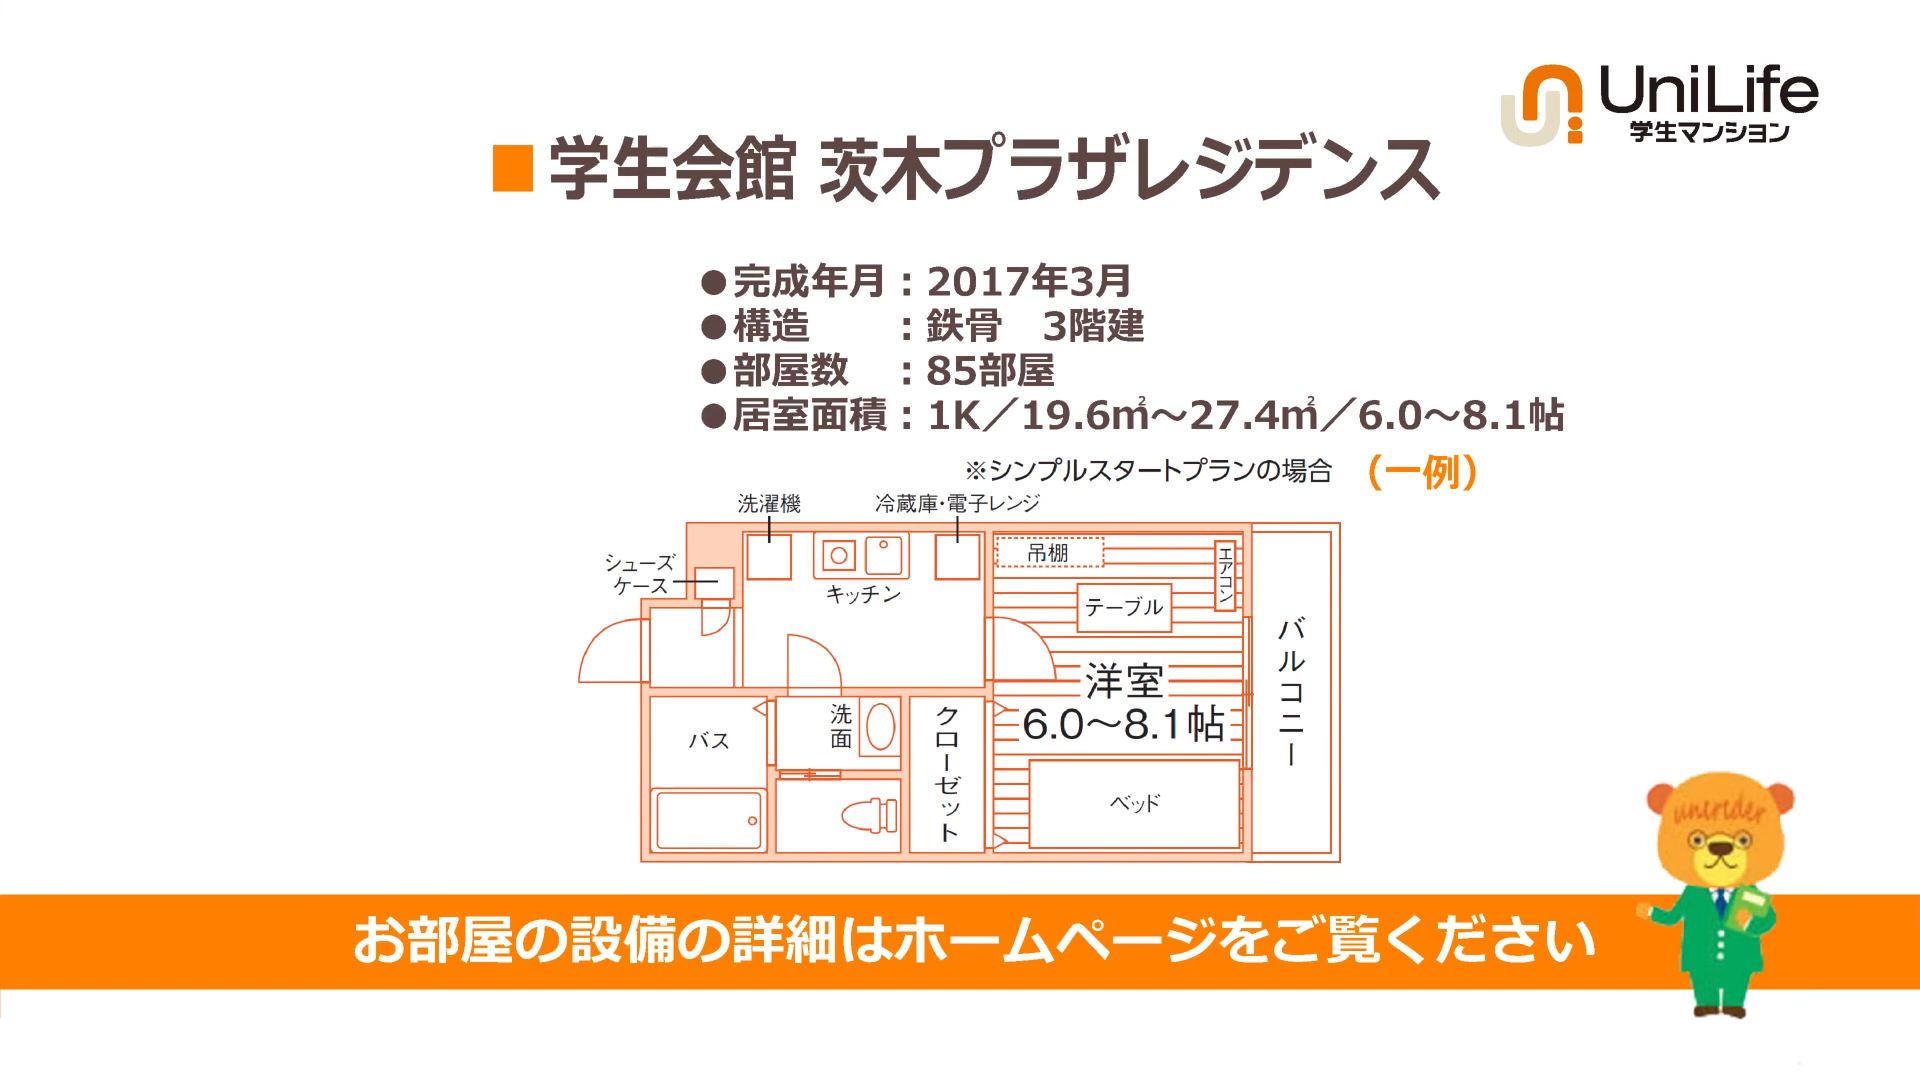 UniLife
学生マンション
■学生会館 茨木プラザレジデンス
●完成年月：2017年3月
●構造　　：鉄骨　3階建
●部屋数　：85部屋
●居室面積：1K／19.6㎡～27.4㎡／6.0～8.1帖
※シンプルスタートプランの場合　（一例）
洗濯機
冷蔵庫・電子レンジ
シューズ
ケース
キッチン
吊棚
エアコン
テーブル
バルコニー
洋室
6.0～8.1帖
バス
洗面
クローゼット
ベッド
unirider
お部屋の設備の詳細はホームページをご覧ください